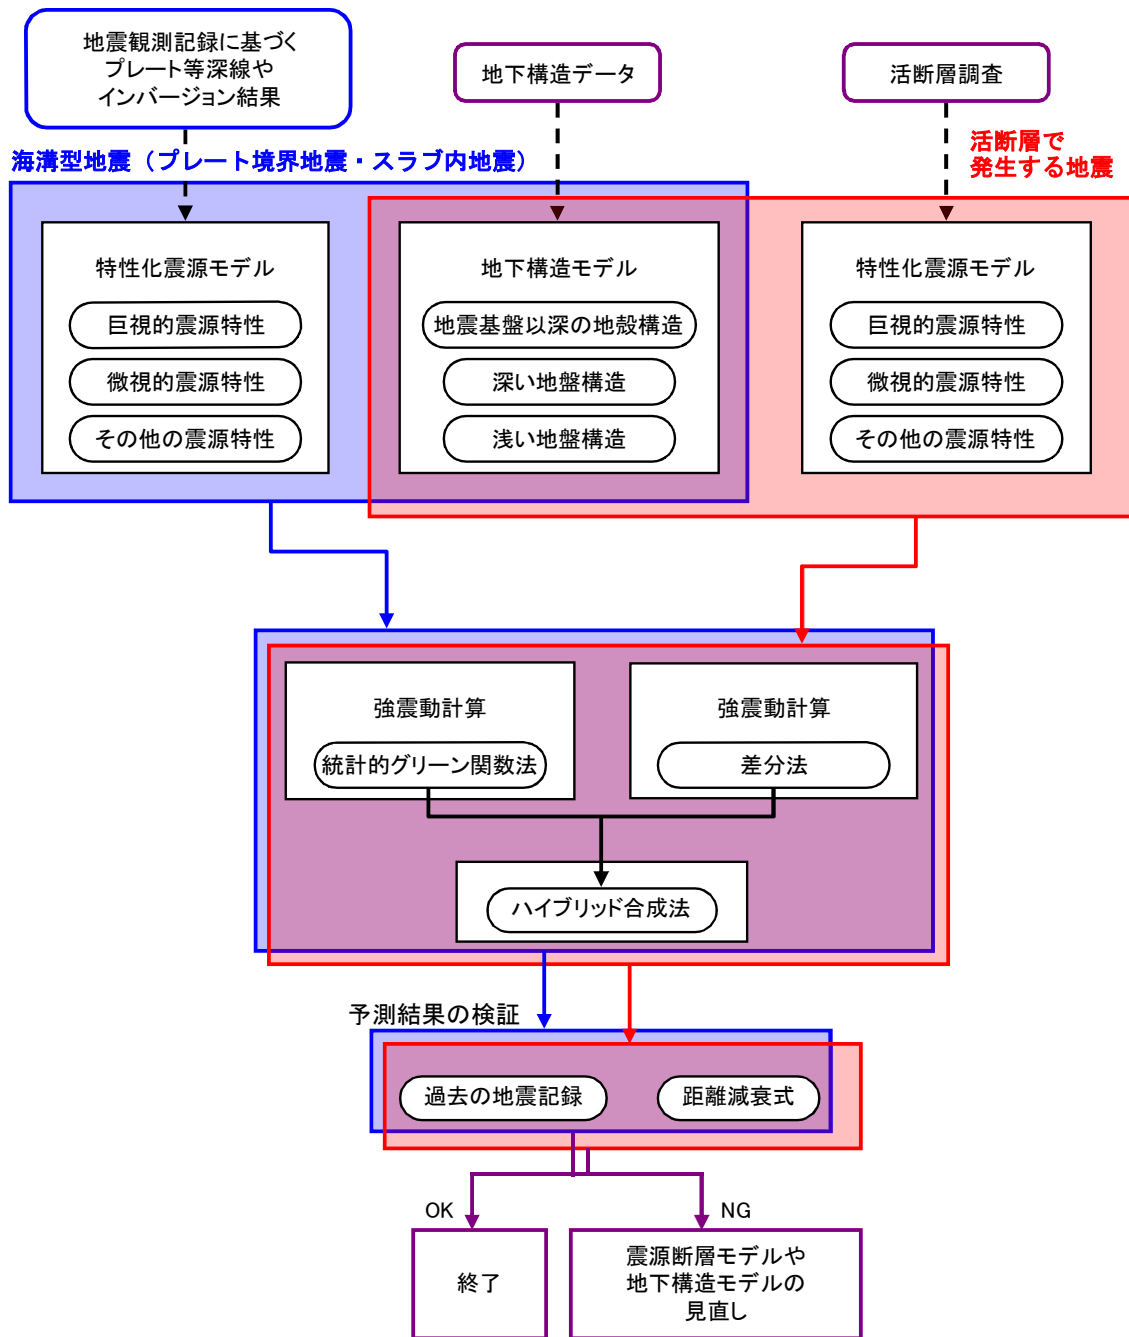 地震観測記録に基づく
プレート等深線や
インバージョン結果
地下構造データ
活断層調査
海溝型地震（プレート境界地震・スラブ内地震）
活断層で
発生する地震
特性化震源モデル
巨視的震源特性
微視的震源特性
その他の震源特性
地下構造モデル
地震基盤以深の地殻構造
深い地盤構造
浅い地盤構造
特性化震源モデル
巨視的震源特性
微視的震源特性
その他の震源特性
強震動計算
統計的グリーン関数法
強震動計算
差分法
ハイブリッド合成法
予測結果の検証
過去の地震記録
距離減衰式
OK
NG
終了
震源断層モデルや
地下構造モデルの
見直し